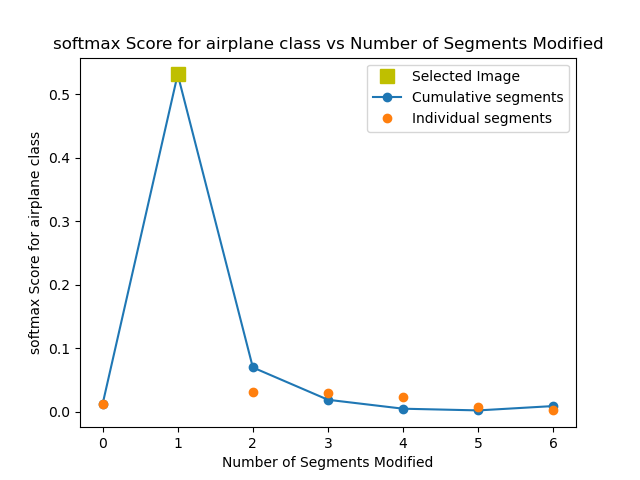 softmax Score for airplane class vs Number of Segments Modified
Selected Image
Cumulative segments
Individual segments
softmax Score for airplane class
0.5
0.4
0.3
0.2
0.1
0.0
0 1 2 3 4 5 6
Number of Segments Modified